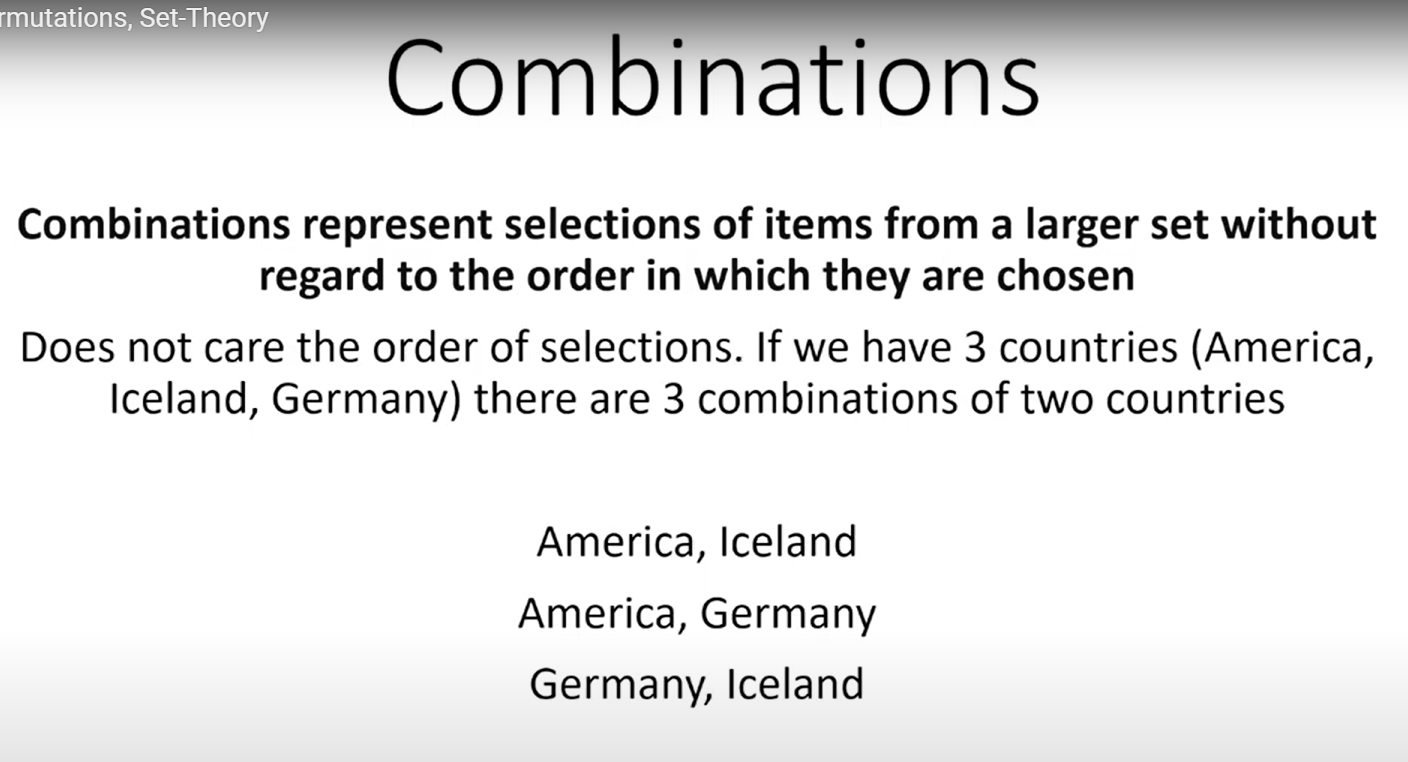 rmutations, Set-Theory
Combinations
Combinations represent selections of items from a larger set without
regard to the order in which they are chosen
Does not care the order of selections. If we have 3 countries (America,
Iceland, Germany) there are 3 combinations of two countries
America, Iceland
America, Germany
Germany, Iceland